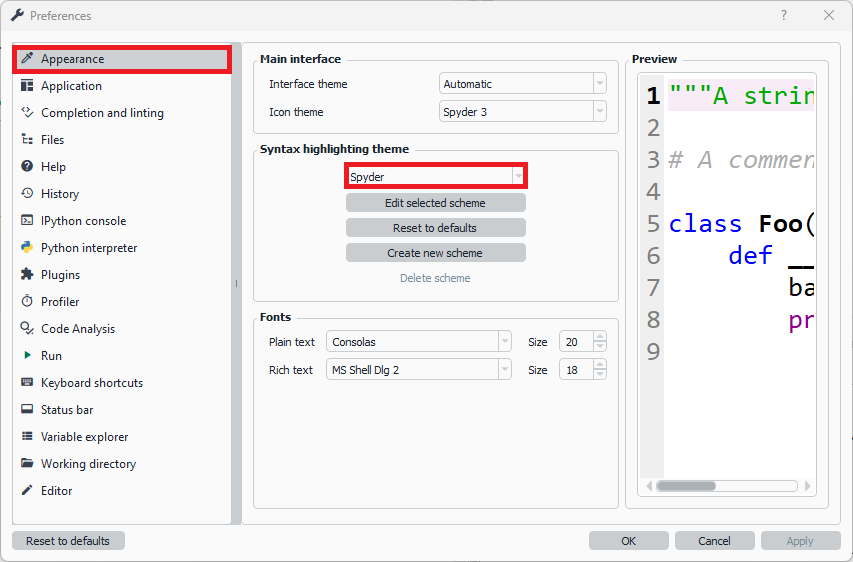 Preferences
?
Appearance
Application
Completion and linting
Files
Help
History
IPython console
Python interpreter
Plugins
Profiler
Code Analysis
Run
Keyboard shortcuts
Status bar
Variable explorer
Working directory
Editor
Main interface
Interface theme Automatic
Icon theme Spyder 3
Syntax highlighting theme
Spyder
Edit selected scheme
Reset to defaults
Create new scheme
Delete scheme
Fonts
Plain text Consolas Size 20
Rich text MS Shell Dlg 2 Size 18
Preview
1 """A strin
2
3 # A commen
4
5 class Foo(
6 def __
7 ba
8 pr
9
Reset to defaults
OK Cancel Apply